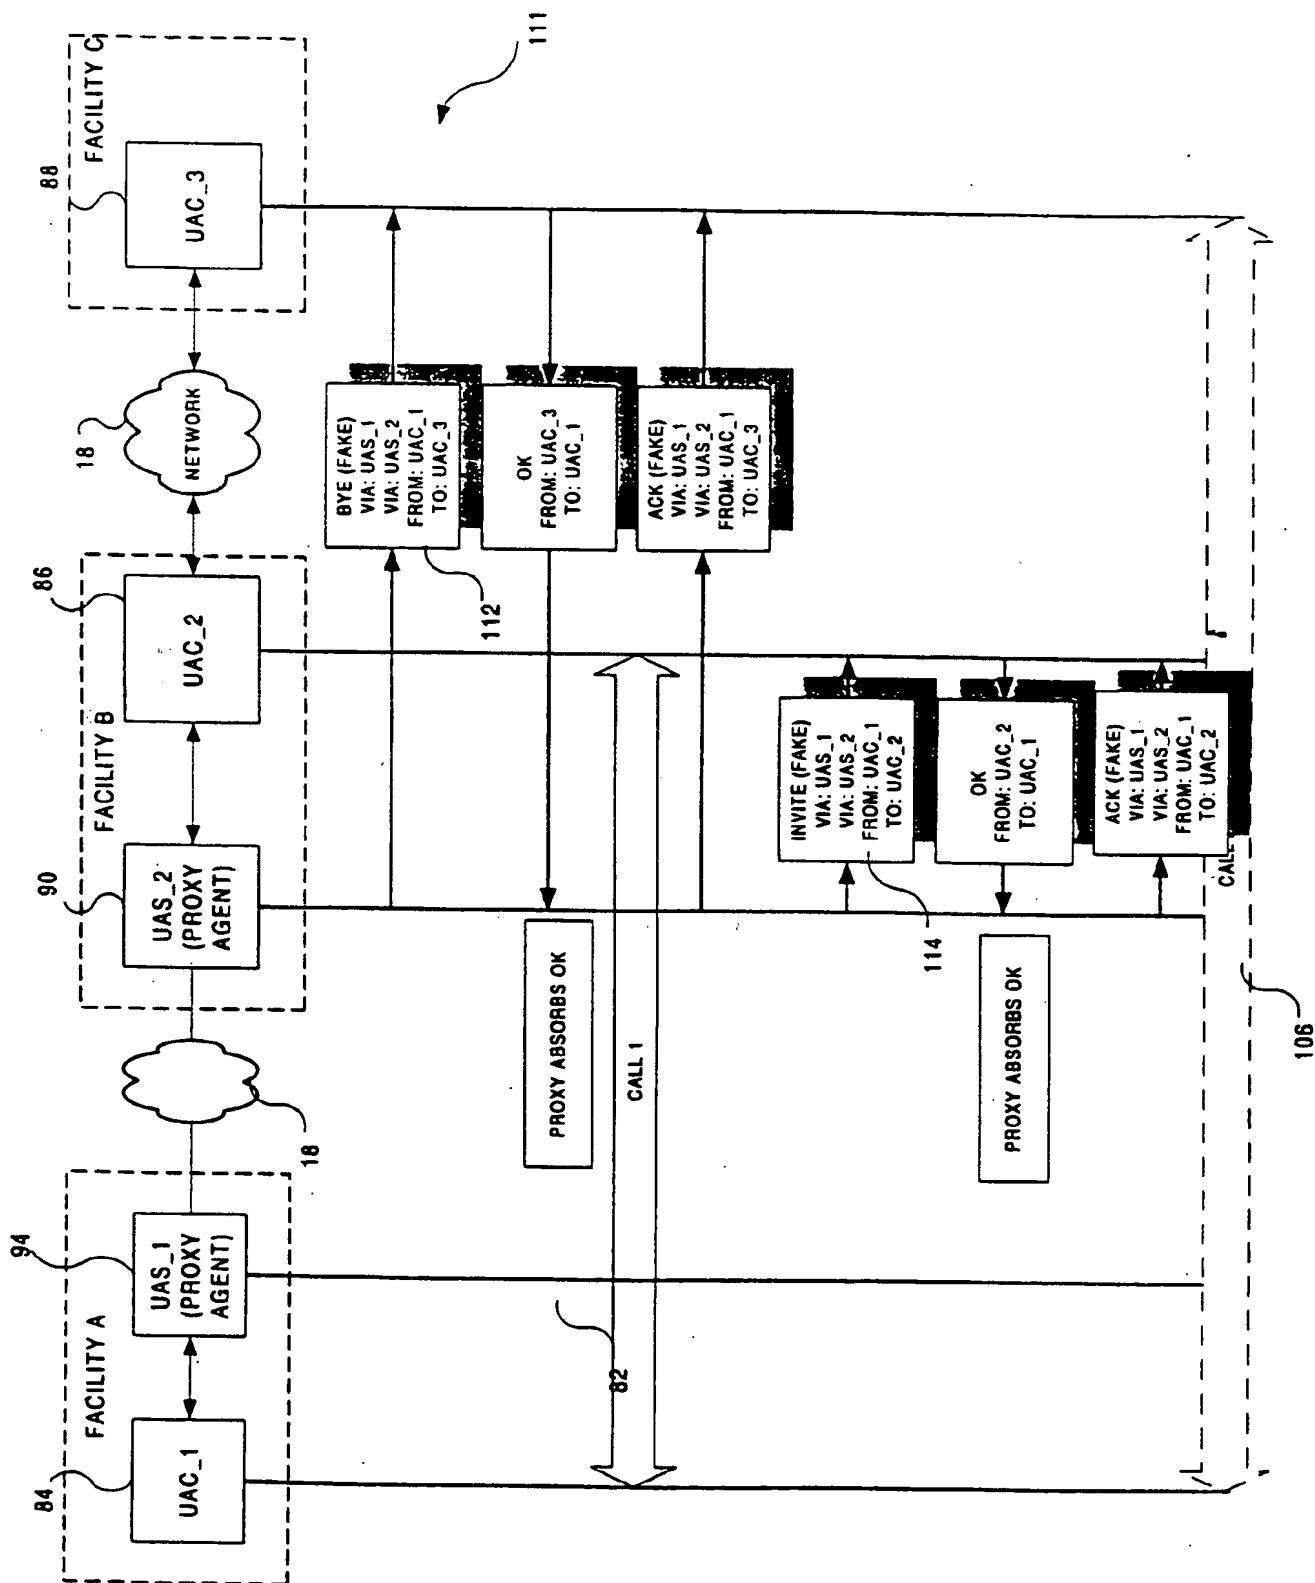 FACILITY A
84
UAC_1
94
UAS_1
(PROXY
AGENT)
18
FACILITY B
90
UAS_2
(PROXY
AGENT)
86
UAC_2
18
NETWORK
FACILITY C
88
UAC_3
111
BYE (FAKE)
VIA: UAS_1
VIA: UAS_2
FROM: UAC_1
TO: UAC_3
112
OK
FROM: UAC_3
TO: UAC_1
PROXY ABSORBS OK
ACK (FAKE)
VIA: UAS_1
VIA: UAS_2
FROM: UAC_1
TO: UAC_3
CALL 1
82
INVITE (FAKE)
VIA: UAS_1
VIA: UAS_2
FROM: UAC_1
TO: UAC_2
114
OK
FROM: UAC_2
TO: UAC_1
PROXY ABSORBS OK
ACK (FAKE)
VIA: UAS_1
VIA: UAS_2
FROM: UAC_1
TO: UAC_2
CALL
106